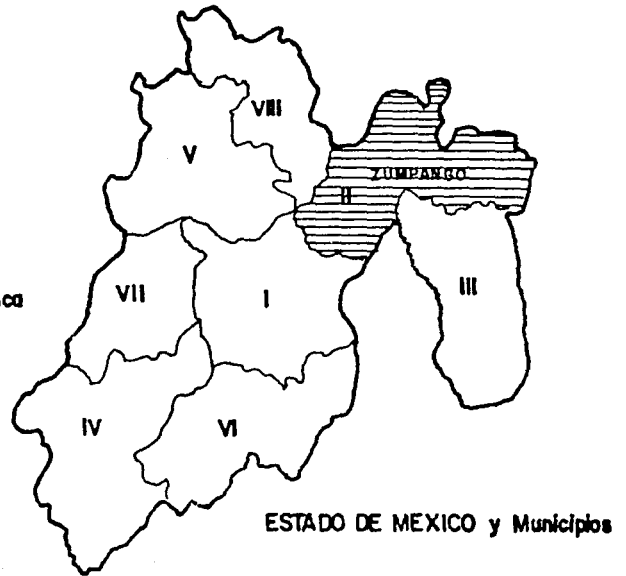 VIII
V
ZUMPANGO
II
ca
VII
I
III
IV
VI
ESTADO DE MEXICO y Municipios